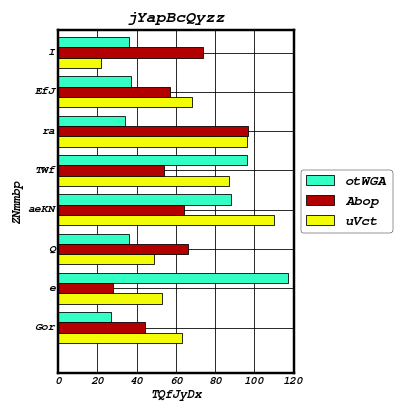 jYapBcQyzz
I
EfJ
ra
TWf
aeKN
Q
e
Gor
ZNmmbp
0 20 40 60 80 100 120
TQfJyDx
otWGA
Abop
uVct